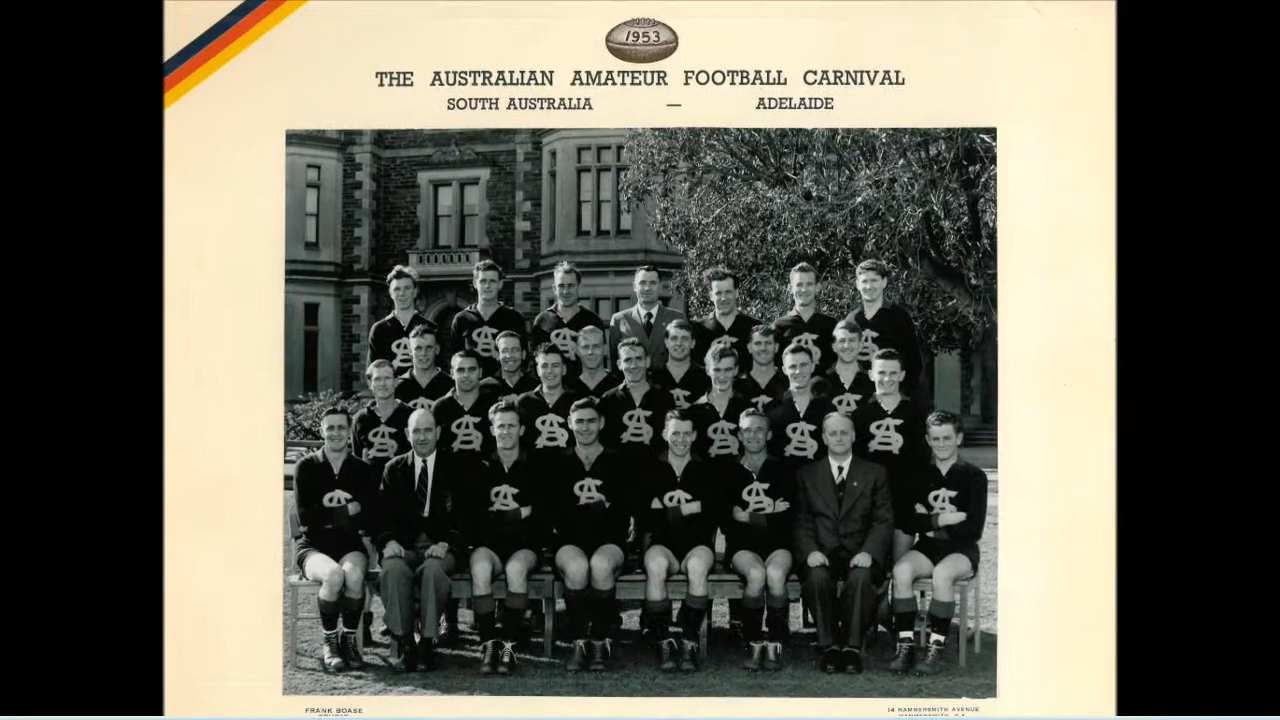 1953
THE AUSTRALIAN AMATEUR FOOTBALL CARNIVAL
SOUTH AUSTRALIA — ADELAIDE
FRANK BOASE
14 HAMMERSMITH AVENUE